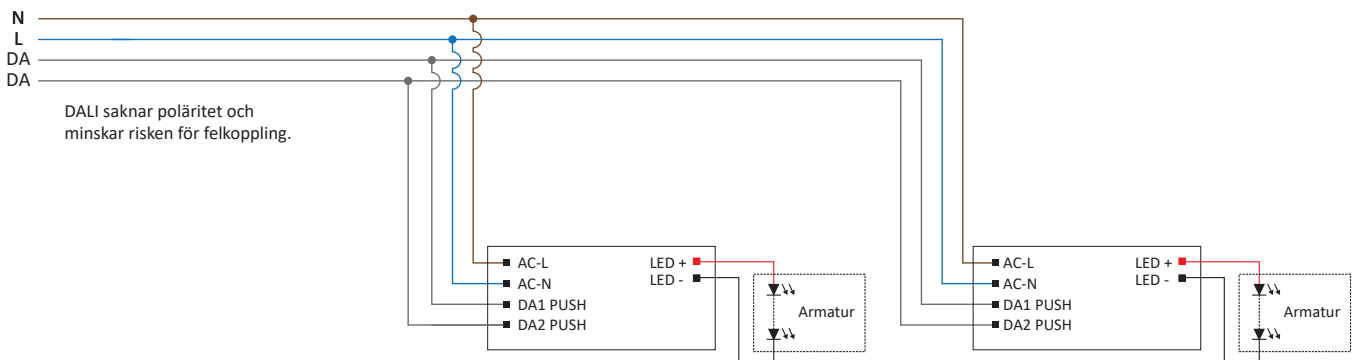 N
L
DA
DA
DALI saknar poläritet och
minskar risken för felkoppling.
AC-L
AC-N
DA1 PUSH
DA2 PUSH
LED +
LED -
Armatur
AC-L
AC-N
DA1 PUSH
DA2 PUSH
LED +
LED -
Armatur